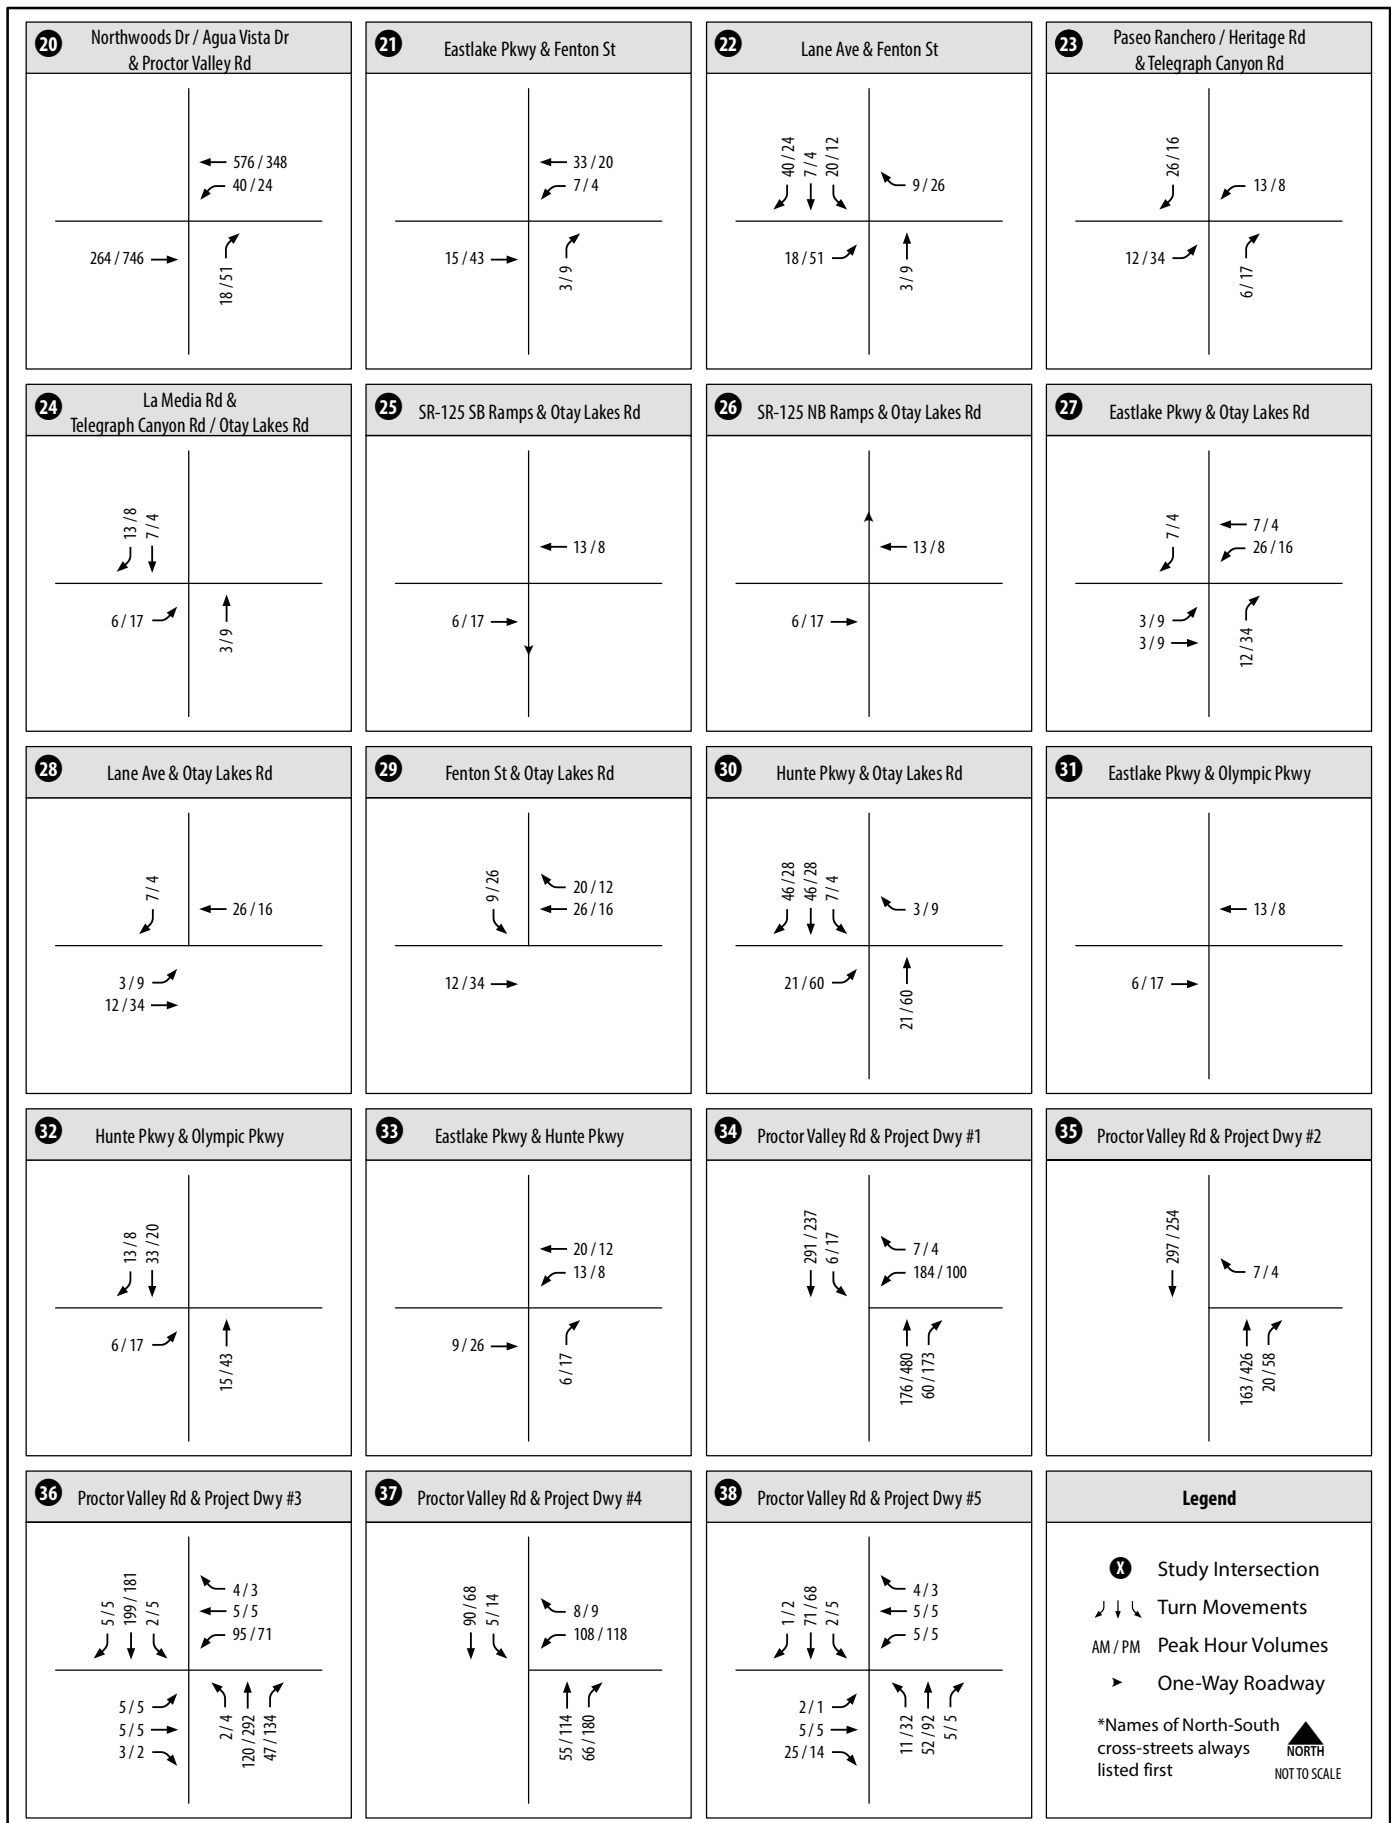 20
Northwoods Dr / Agua Vista Dr
& Proctor Valley Rd
576 / 348
40 / 24
264 / 746
18 / 51
21
Eastlake Pkwy & Fenton St
33 / 20
7 / 4
15 / 43
3 / 9
22
Lane Ave & Fenton St
40 / 24
7 / 4
20 / 12
9 / 26
18 / 51
3 / 9
23
Paseo Ranchero / Heritage Rd
& Telegraph Canyon Rd
26 / 16
13 / 8
12 / 34
6 / 17
24
La Media Rd &
Telegraph Canyon Rd / Otay Lakes Rd
13 / 8
7 / 4
6 / 17
3 / 9
25
SR-125 SB Ramps & Otay Lakes Rd
13 / 8
6 / 17
26
SR-125 NB Ramps & Otay Lakes Rd
13 / 8
6 / 17
27
Eastlake Pkwy & Otay Lakes Rd
7 / 4
7 / 4
26 / 16
3 / 9
3 / 9
12 / 34
28
Lane Ave & Otay Lakes Rd
7 / 4
26 / 16
3 / 9
12 / 34
29
Fenton St & Otay Lakes Rd
9 / 26
20 / 12
26 / 16
12 / 34
30
Hunte Pkwy & Otay Lakes Rd
46 / 28
46 / 28
7 / 4
3 / 9
21 / 60
21 / 60
31
Eastlake Pkwy & Olympic Pkwy
13 / 8
6 / 17
32
Hunte Pkwy & Olympic Pkwy
13 / 8
33 / 20
6 / 17
15 / 43
33
Eastlake Pkwy & Hunte Pkwy
20 / 12
13 / 8
9 / 26
6 / 17
34
Proctor Valley Rd & Project Dwy #1
291 / 237
6 / 17
7 / 4
184 / 100
176 / 480
60 / 173
35
Proctor Valley Rd & Project Dwy #2
297 / 254
7 / 4
163 / 426
20 / 58
36
Proctor Valley Rd & Project Dwy #3
5 / 5
199 / 181
2 / 5
4 / 3
5 / 5
95 / 71
5 / 5
5 / 5
3 / 2
2 / 4
120 / 292
47 / 134
37
Proctor Valley Rd & Project Dwy #4
90 / 68
5 / 14
8 / 9
108 / 118
55 / 114
66 / 180
38
Proctor Valley Rd & Project Dwy #5
1 / 2
71 / 68
2 / 5
4 / 3
5 / 5
5 / 5
2 / 1
5 / 5
25 / 14
11 / 32
52 / 92
5 / 5
Legend
X Study Intersection
Turn Movements
AM / PM Peak Hour Volumes
One-Way Roadway
*Names of North-South
cross-streets always
listed first
NORTH
NOT TO SCALE